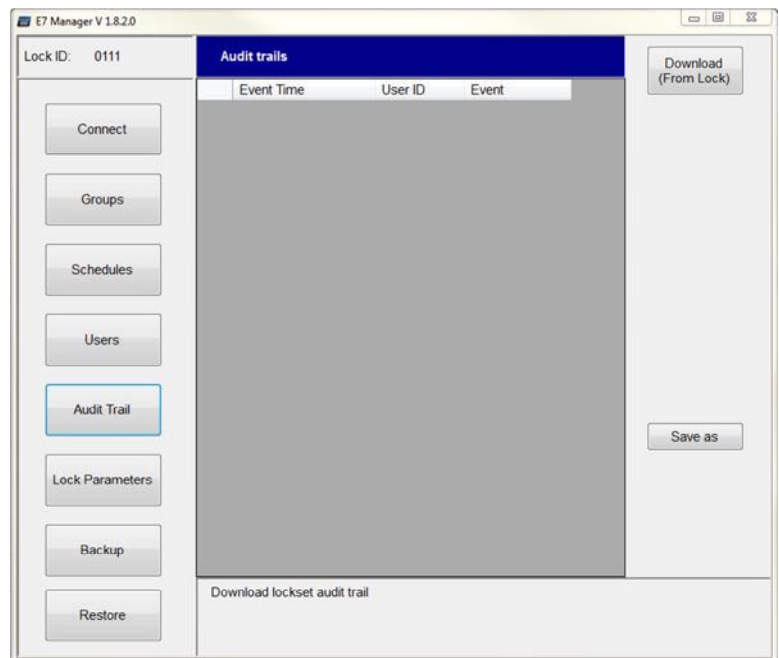 E7 Manager V 1.8.2.0
Lock ID: 0111
Audit trails
Download
(From Lock)
Event Time User ID Event
Connect
Groups
Schedules
Users
Audit Trail
Save as
Lock Parameters
Backup
Restore
Download lockset audit trail